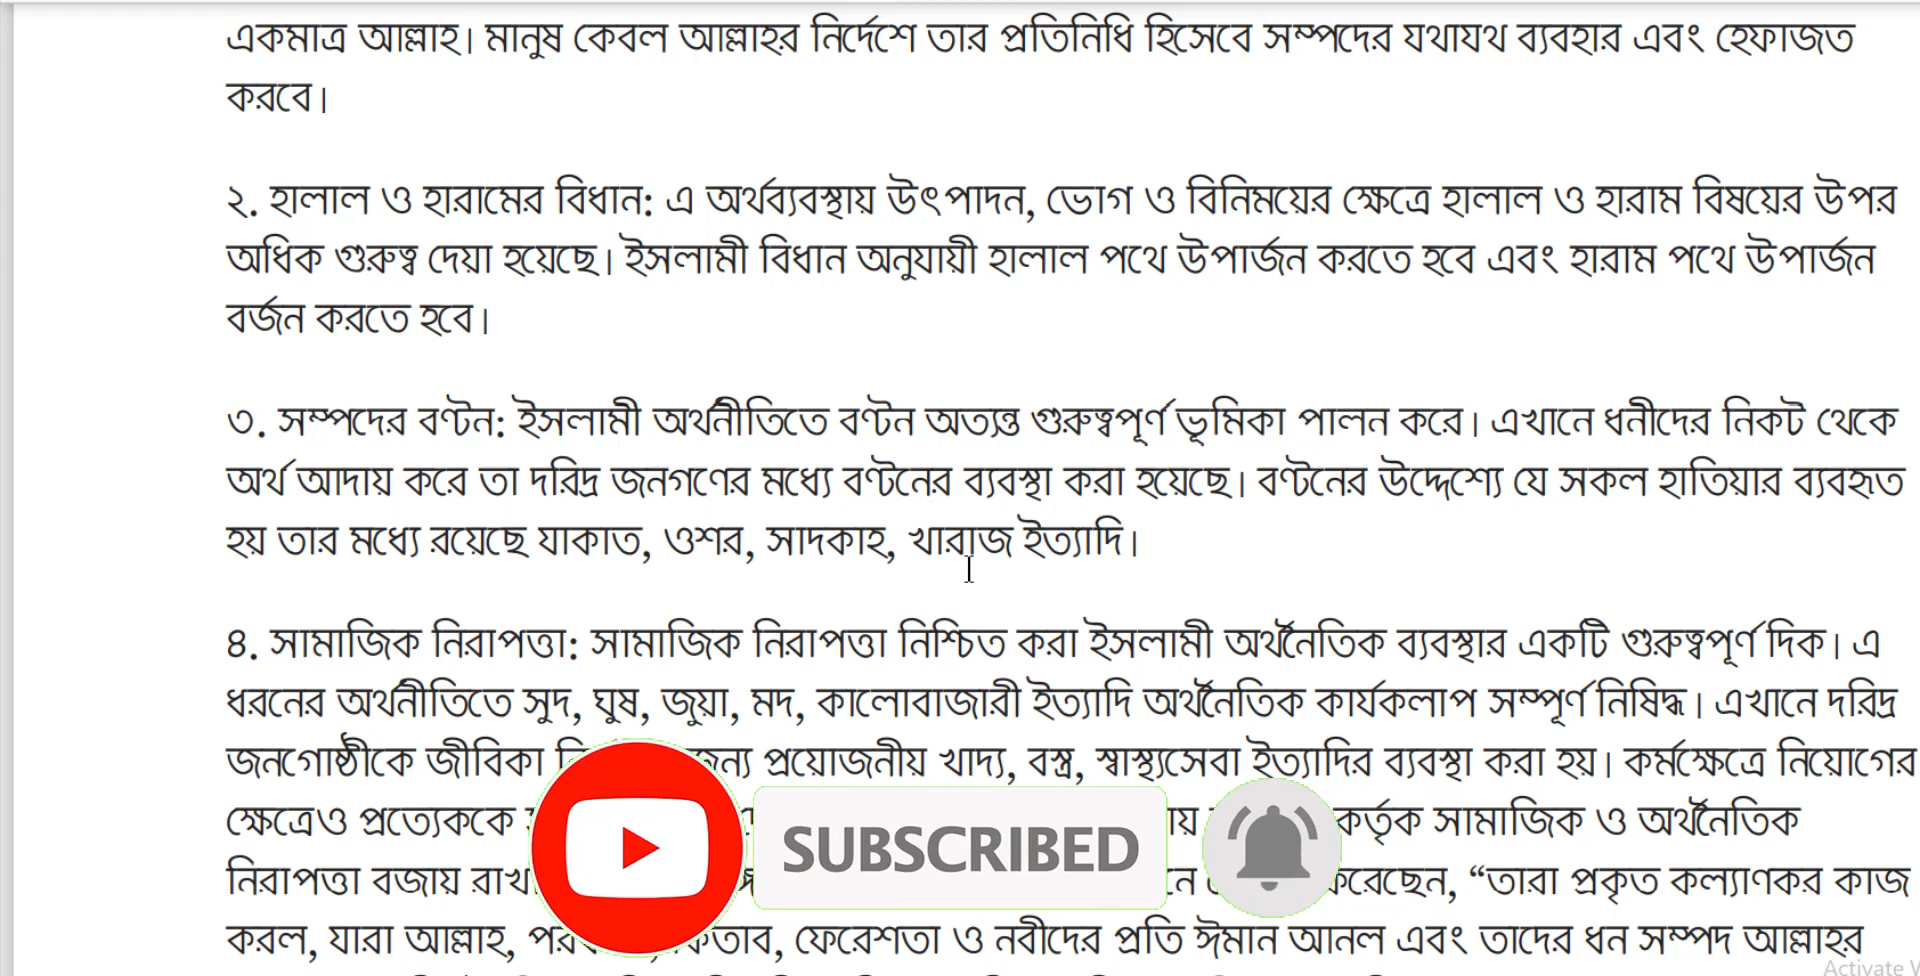 একমাত্র আল্লাহ। মানুষ কেবল আল্লাহর নির্দেশে তার প্রতিনিধি হিসেবে সম্পদের যথাযথ ব্যবহার এবং হেফাজত
করবে।
২. হালাল ও হারামের বিধান: এ অর্থব্যবস্থায় উৎপাদন, ভোগ ও বিনিময়ের ক্ষেত্রে হালাল ও হারাম বিষয়ের উপর
অধিক গুরুত্ব দেয়া হয়েছে। ইসলামী বিধান অনুযায়ী হালাল পথে উপার্জন করতে হবে এবং হারাম পথে উপার্জন
বর্জন করতে হবে।
৩. সম্পদের বণ্টন: ইসলামী অর্থনীতিতে বণ্টন অত্যন্ত গুরুত্বপূর্ণ ভূমিকা পালন করে। এখানে ধনীদের নিকট থেকে
অর্থ আদায় করে তা দরিদ্র জনগণের মধ্যে বণ্টনের ব্যবস্থা করা হয়েছে। বণ্টনের উদ্দেশ্যে যে সকল হাতিয়ার ব্যবহৃত
হয় তার মধ্যে রয়েছে যাকাত, ওশর, সাদকাহ, খারাজ ইত্যাদি।
৪. সামাজিক নিরাপত্তা: সামাজিক নিরাপত্তা নিশ্চিত করা ইসলামী অর্থনৈতিক ব্যবস্থার একটি গুরুত্বপূর্ণ দিক। এ
ধরনের অর্থনীতিতে সুদ, ঘুষ, জুয়া, মদ, কালোবাজারী ইত্যাদি অর্থনৈতিক কার্যকলাপ সম্পূর্ণ নিষিদ্ধ। এখানে দরিদ্র
জনগোষ্ঠীকে জীবিকা প্রয়োজনীয় খাদ্য, বস্ত্র, স্বাস্থ্যসেবা ইত্যাদির ব্যবস্থা করা হয়। কর্মক্ষেত্রে নিয়োগের
ক্ষেত্রেও প্রত্যেককে কর্তৃক সামাজিক ও অর্থনৈতিক
SUBSCRIBED
নিরাপত্তা বজায় করেছেন, “তারা প্রকৃত কল্যাণকর কাজ
করল, যারা আল্লাহ, ফেরেশতা ও নবীদের প্রতি ঈমান আনল এবং তাদের ধন সম্পদ আল্লাহর
Activate